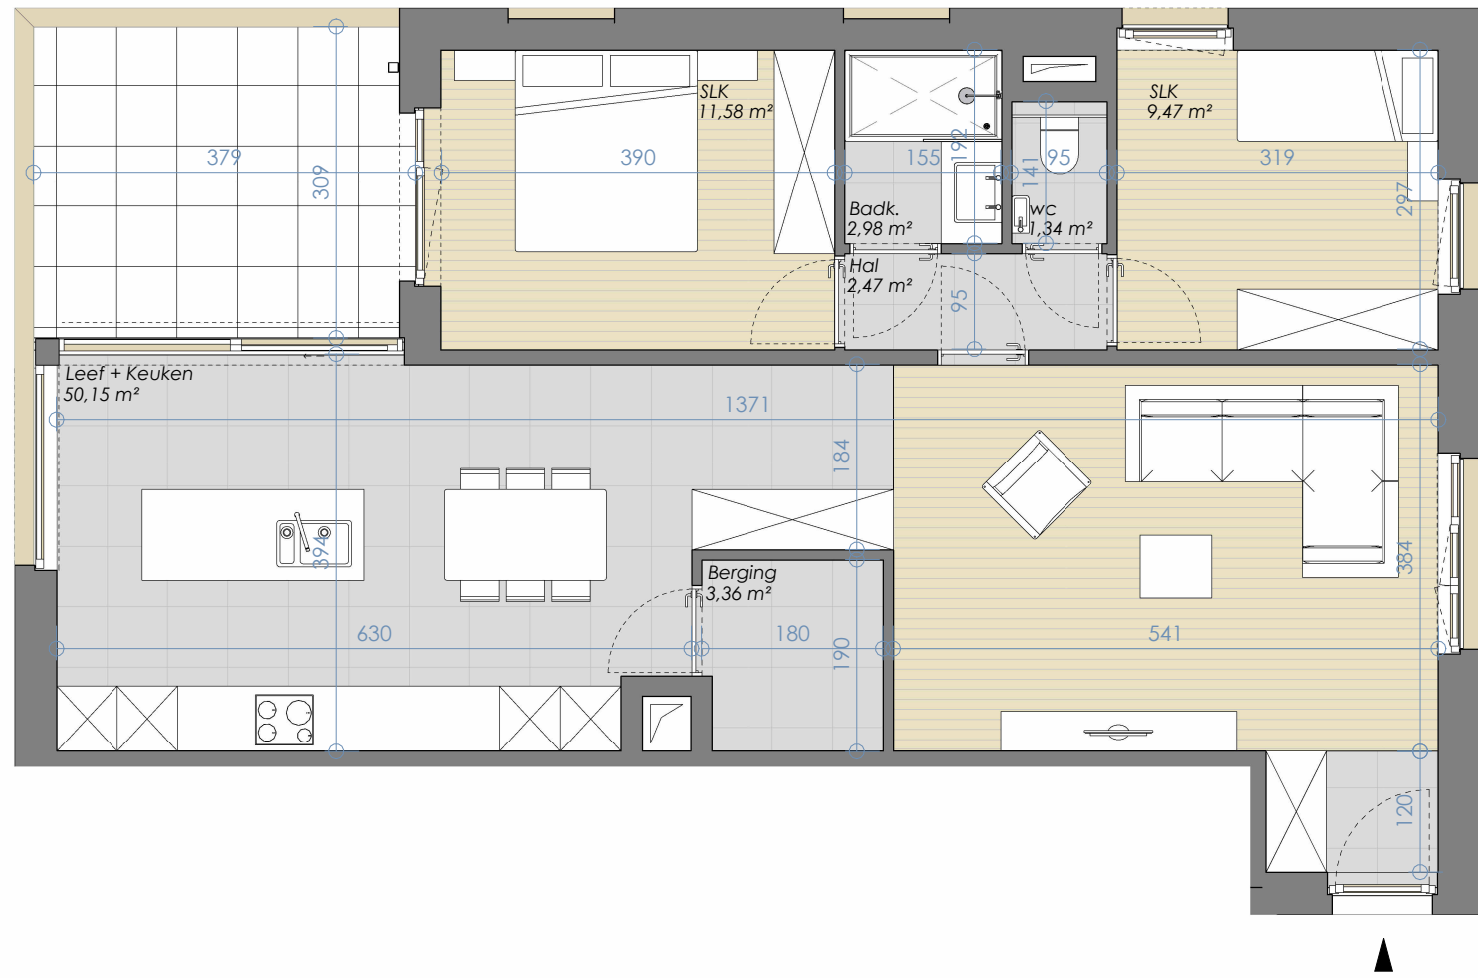 SLK
11,58 m²
SLK
9,47 m²
379
309
390
155
192
141
95
319
297
Badk.
2,98 m²
wc
1,34 m²
Hal
2,47 m²
95
Leef + Keuken
50,15 m²
1371
184
394
384
Berging
3,36 m²
630
180
190
541
120